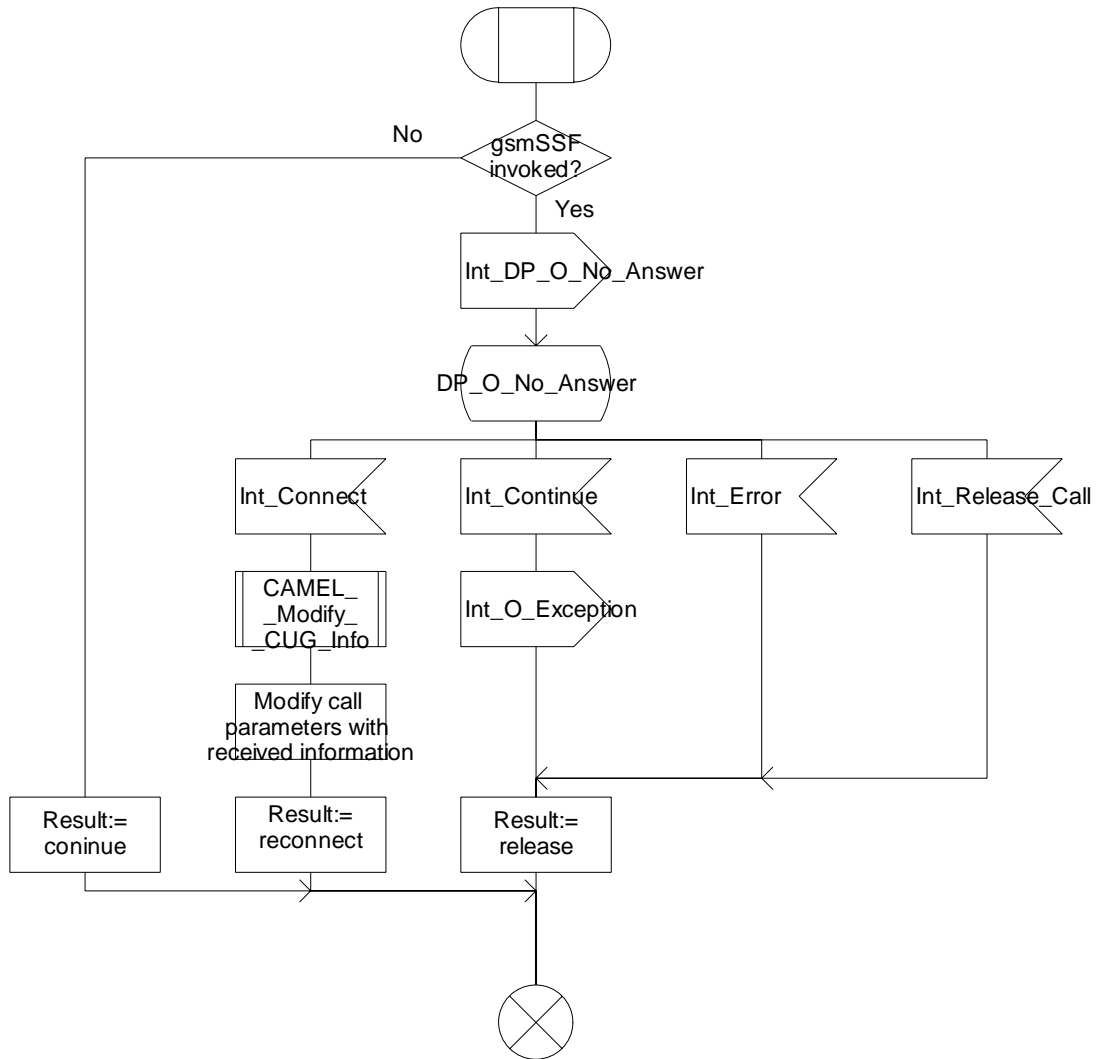 No
gsmSSF
invoked?
Yes
Int_DP_O_No_Answer
DP_O_No_Answer
Int_Connect
Int_Continue
Int_Error
Int_Release_Call
CAMEL_
_Modify_
_CUG_Info
Int_O_Exception
Modify call
parameters with
received information
Result:=
coninue
Result:=
reconnect
Result:=
release